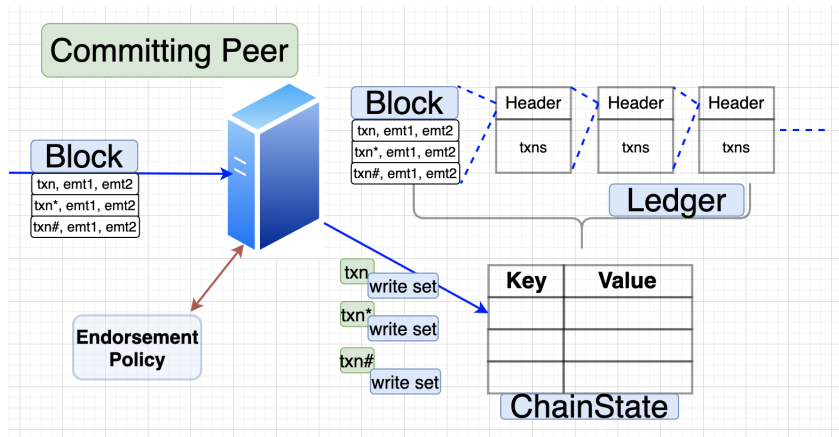 Committing Peer
Block
txn, emt1, emt2
txn*, emt1, emt2
txn#, emt1, emt2
Endorsement
Policy
Block
txn, emt1, emt2
txn*, emt1, emt2
txn#, emt1, emt2
Header
txns
Header
txns
Header
txns
Ledger
txn
write set
txn*
write set
txn#
write set
Key Value
ChainState